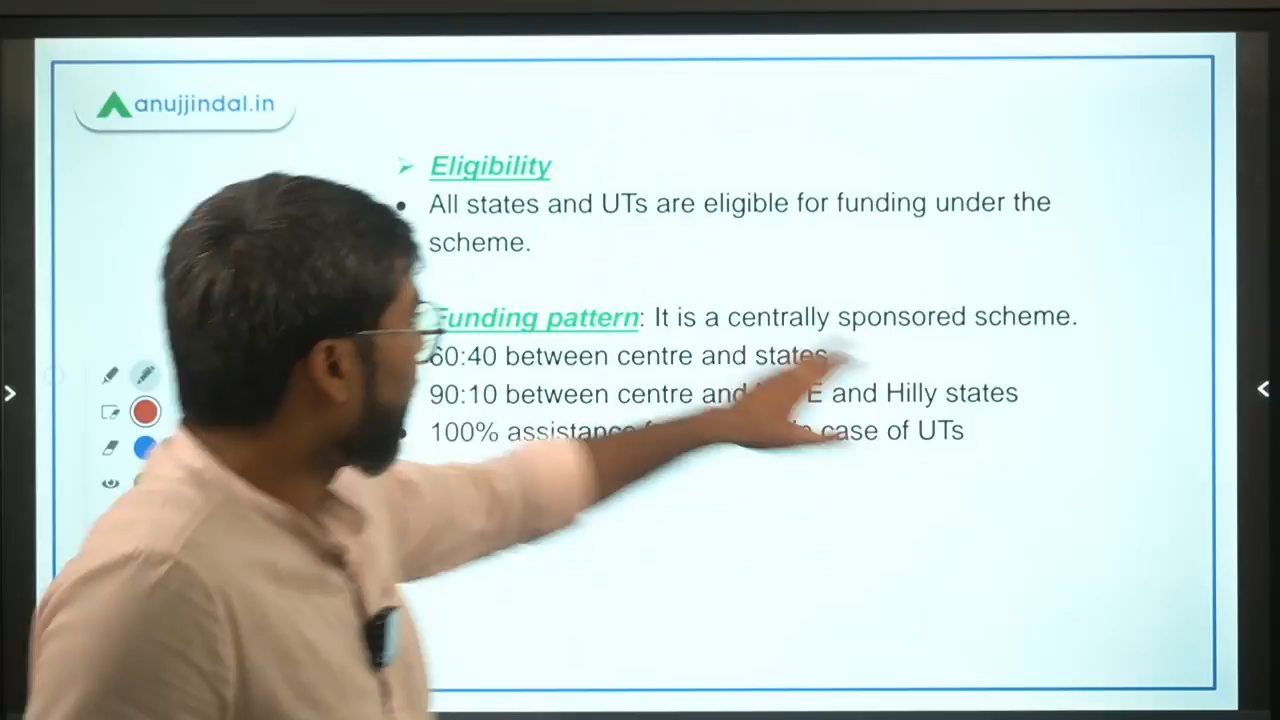 anujjindal.in
Eligibility
All states and UTs are eligible for funding under the
scheme.
Funding pattern: It is a centrally sponsored scheme.
60:40 between centre and states
90:10 between centre and E and Hilly states
100% assistance case of UTs